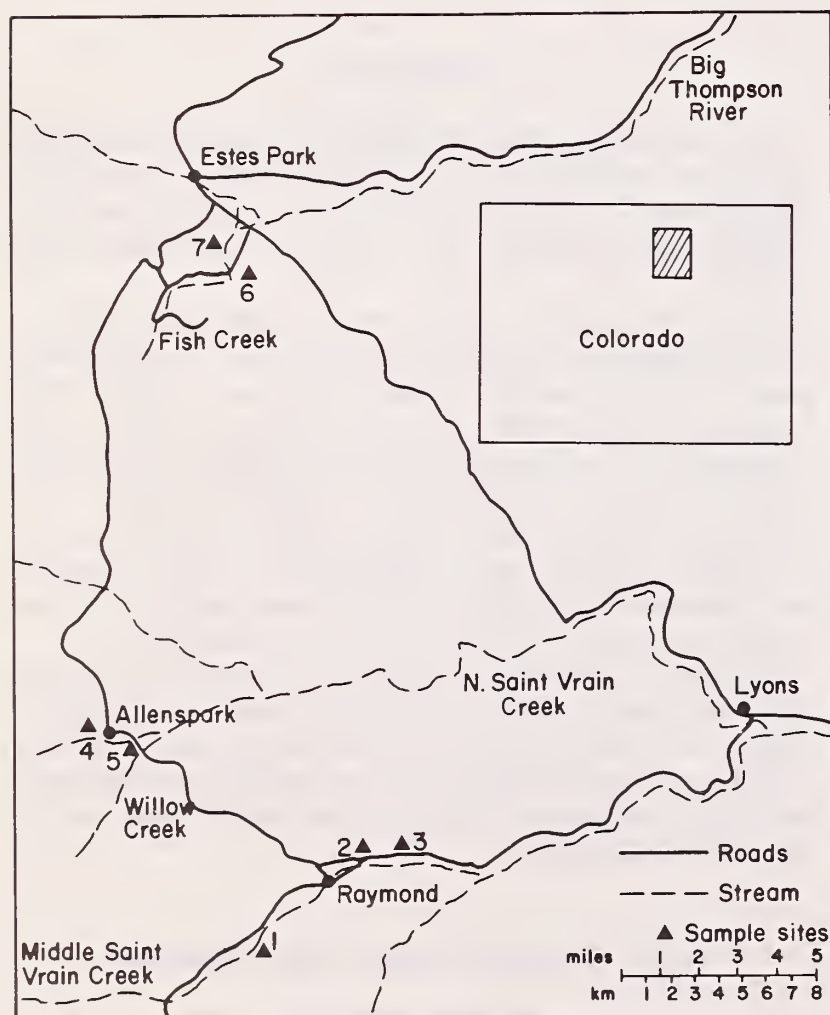 Big
Thompson
River
Estes Park
7
6
Fish Creek
Colorado
N. Saint Vrain
Creek
Lyons
Allenspark
4
5
Willow
Creek
2
3
Roads
Raymond
Stream
1
Middle Saint
Vrain Creek
Sample sites
miles 1 2 3 4 5
km 1 2 3 4 5 6 7 8